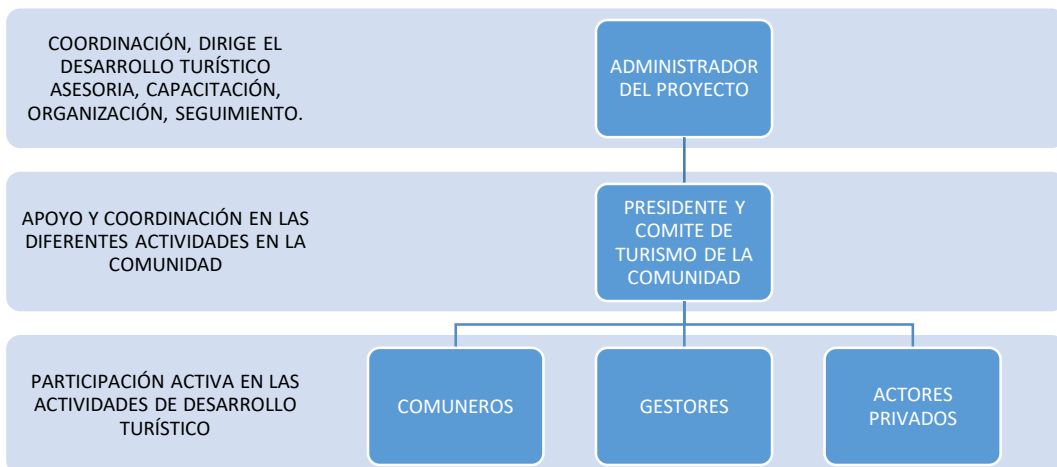 COORDINACIÓN, DIRIGE EL
DESARROLLO TURÍSTICO
ASESORIA, CAPACITACIÓN,
ORGANIZACIÓN, SEGUIMIENTO.
ADMINISTRADOR
DEL PROYECTO
APOYO Y COORDINACIÓN EN LAS
DIFERENTES ACTIVIDADES EN LA
COMUNIDAD
PRESIDENTE Y
COMITE DE
TURISMO DE LA
COMUNIDAD
PARTICIPACIÓN ACTIVA EN LAS
ACTIVIDADES DE DESARROLLO
TURÍSTICO
COMUNEROS
GESTORES
ACTORES
PRIVADOS